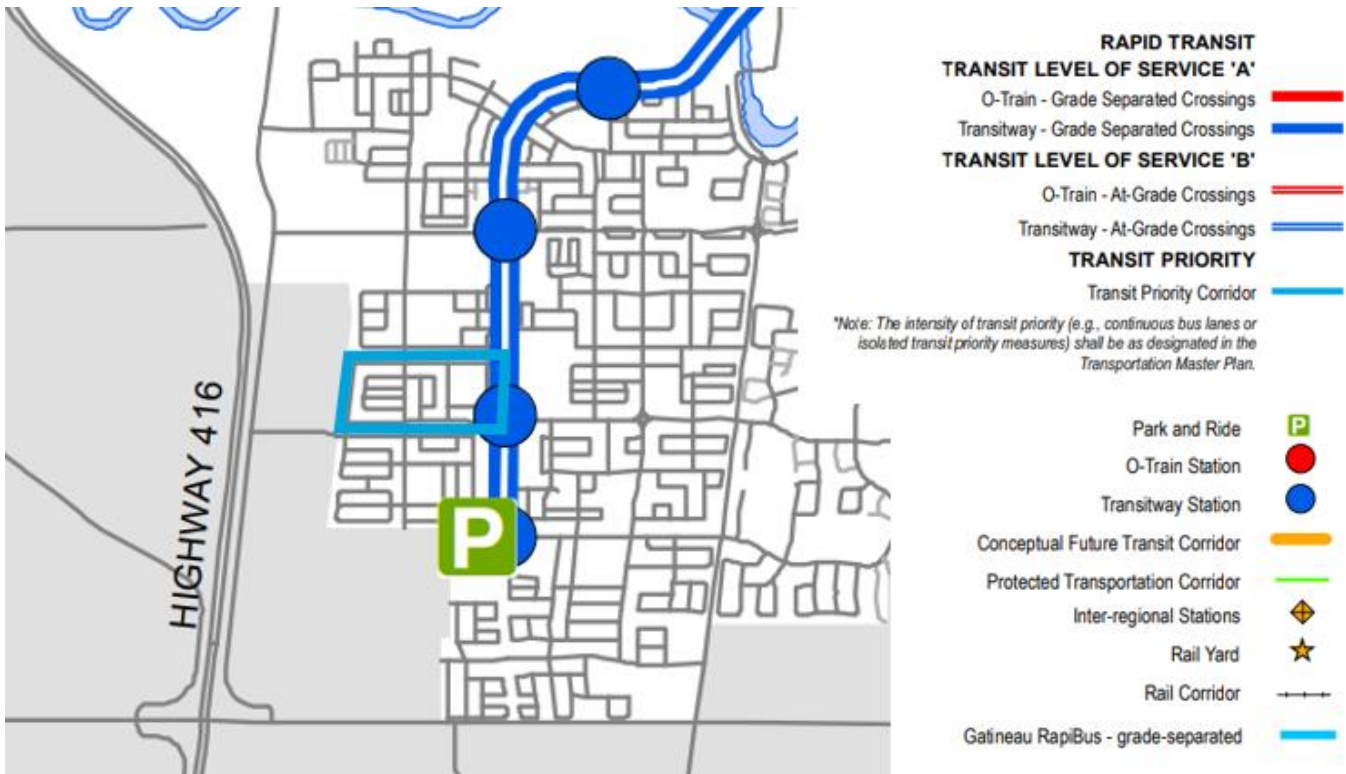 HIGHWAY 416
P
RAPID TRANSIT
TRANSIT LEVEL OF SERVICE 'A'
O-Train - Grade Separated Crossings
Transitway - Grade Separated Crossings
TRANSIT LEVEL OF SERVICE 'B'
O-Train - At-Grade Crossings
Transitway - At-Grade Crossings
TRANSIT PRIORITY
Transit Priority Corridor
*Note: The intensity of transit priority (e.g., continuous bus lanes or
isolated transit priority measures) shall be as designated in the
Transportation Master Plan.
Park and Ride P
O-Train Station
Transitway Station
Conceptual Future Transit Corridor
Protected Transportation Corridor
Inter-regional Stations
Rail Yard
Rail Corridor
Gatineau RapiBus - grade-separated